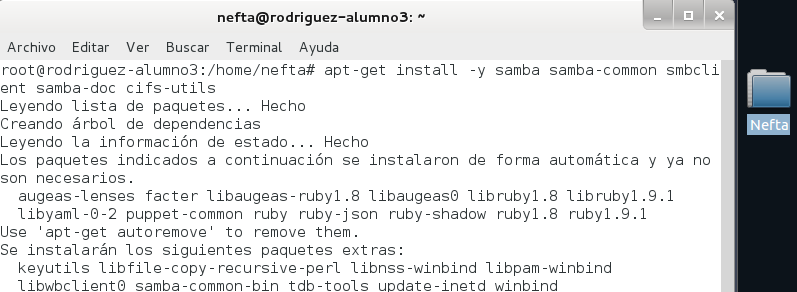 nefta@rodriguez-alumno3: ~
Archivo Editar Ver Buscar Terminal Ayuda
root@rodriguez-alumno3:/home/nefta# apt-get install -y samba samba-common smbcli
ent samba-doc cifs-utils
Leyendo lista de paquetes... Hecho
Creando árbol de dependencias
Leyendo la información de estado... Hecho
Los paquetes indicados a continuación se instalaron de forma automática y ya no
son necesarios.
augeas-lenses facter libaugeas-ruby1.8 libaugeas0 libruby1.8 libruby1.9.1
libyaml-0-2 puppet-common ruby ruby-json ruby-shadow ruby1.8 ruby1.9.1
Use 'apt-get autoremove' to remove them.
Se instalarán los siguientes paquetes extras:
keyutils libfile-copy-recursive-perl libnss-winbind libpam-winbind
libwbclient0 samba-common-bin tdb-tools update-inetd winbind
Nefta